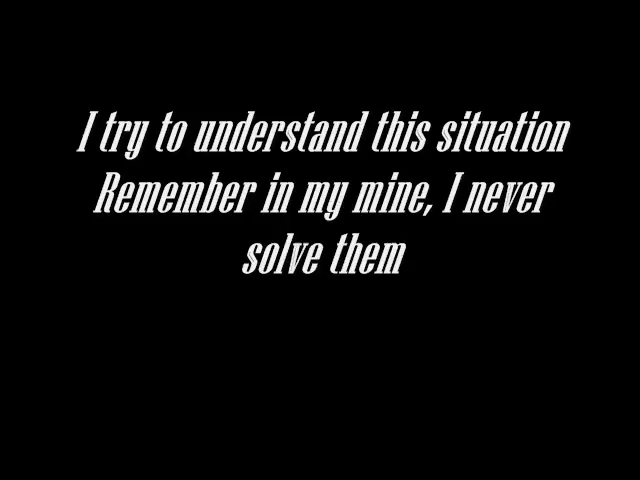 I try to understand this situation
Remember in my mine, I never
solve them